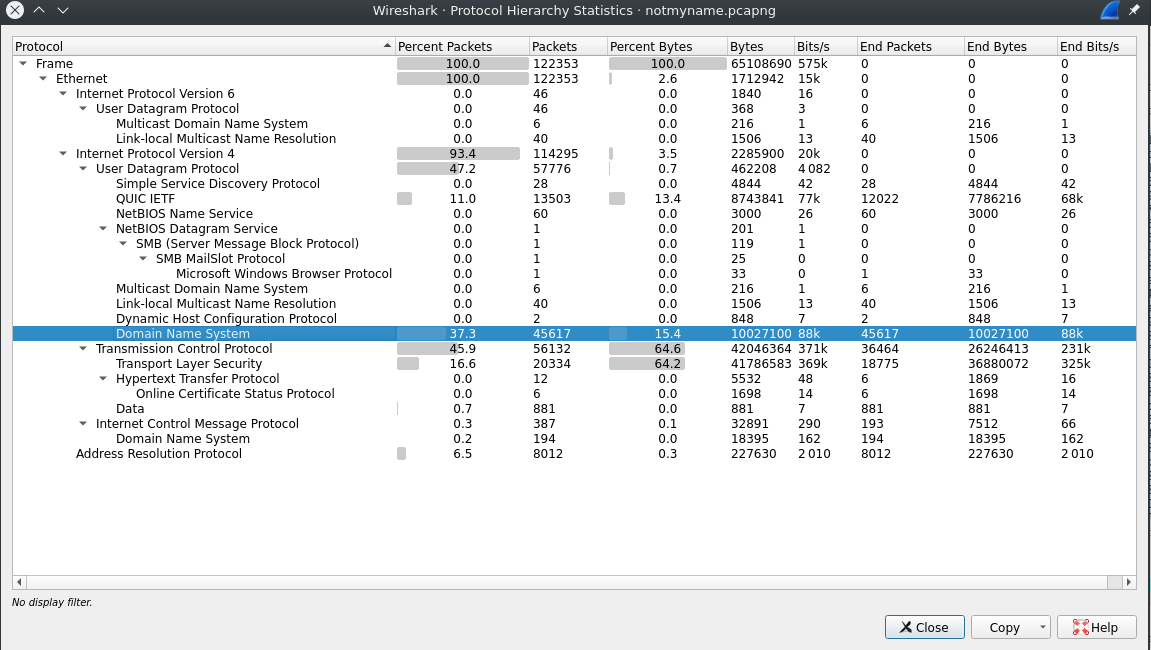 Wireshark · Protocol Hierarchy Statistics · notmyname.pcapng
Protocol Percent Packets Packets Percent Bytes Bytes Bits/s End Packets End Bytes End Bits/s
Frame 100.0 122353 100.0 65108690 575k 0 0 0
Ethernet 100.0 122353 2.6 1712942 15k 0 0 0
Internet Protocol Version 6 0.0 46 0.0 1840 16 0 0 0
User Datagram Protocol 0.0 46 0.0 368 3 0 0 0
Multicast Domain Name System 0.0 6 0.0 216 1 6 216 1
Link-local Multicast Name Resolution 0.0 40 0.0 1506 13 40 1506 13
Internet Protocol Version 4 93.4 114295 3.5 2285900 20k 0 0 0
User Datagram Protocol 47.2 57776 0.7 462208 4 082 0 0 0
Simple Service Discovery Protocol 0.0 28 0.0 4844 42 28 4844 42
QUIC IETF 11.0 13503 13.4 8743841 77k 12022 7786216 68k
NetBIOS Name Service 0.0 60 0.0 3000 26 60 3000 26
NetBIOS Datagram Service 0.0 1 0.0 201 1 0 0 0
SMB (Server Message Block Protocol) 0.0 1 0.0 119 1 0 0 0
SMB MailSlot Protocol 0.0 1 0.0 25 0 0 0 0
Microsoft Windows Browser Protocol 0.0 1 0.0 33 0 1 33 0
Multicast Domain Name System 0.0 6 0.0 216 1 6 216 1
Link-local Multicast Name Resolution 0.0 40 0.0 1506 13 40 1506 13
Dynamic Host Configuration Protocol 0.0 2 0.0 848 7 2 848 7
Domain Name System 37.3 45617 15.4 10027100 88k 45617 10027100 88k
Transmission Control Protocol 45.9 56132 64.6 42046364 371k 36464 26246413 231k
Transport Layer Security 16.6 20334 64.2 41786583 369k 18775 36880072 325k
Hypertext Transfer Protocol 0.0 12 0.0 5532 48 6 1869 16
Online Certificate Status Protocol 0.0 6 0.0 1698 14 6 1698 14
Data 0.7 881 0.0 881 7 881 881 7
Internet Control Message Protocol 0.3 387 0.1 32891 290 193 7512 66
Domain Name System 0.2 194 0.0 18395 162 194 18395 162
Address Resolution Protocol 6.5 8012 0.3 227630 2 010 8012 227630 2 010
No display filter.
Close Copy Help